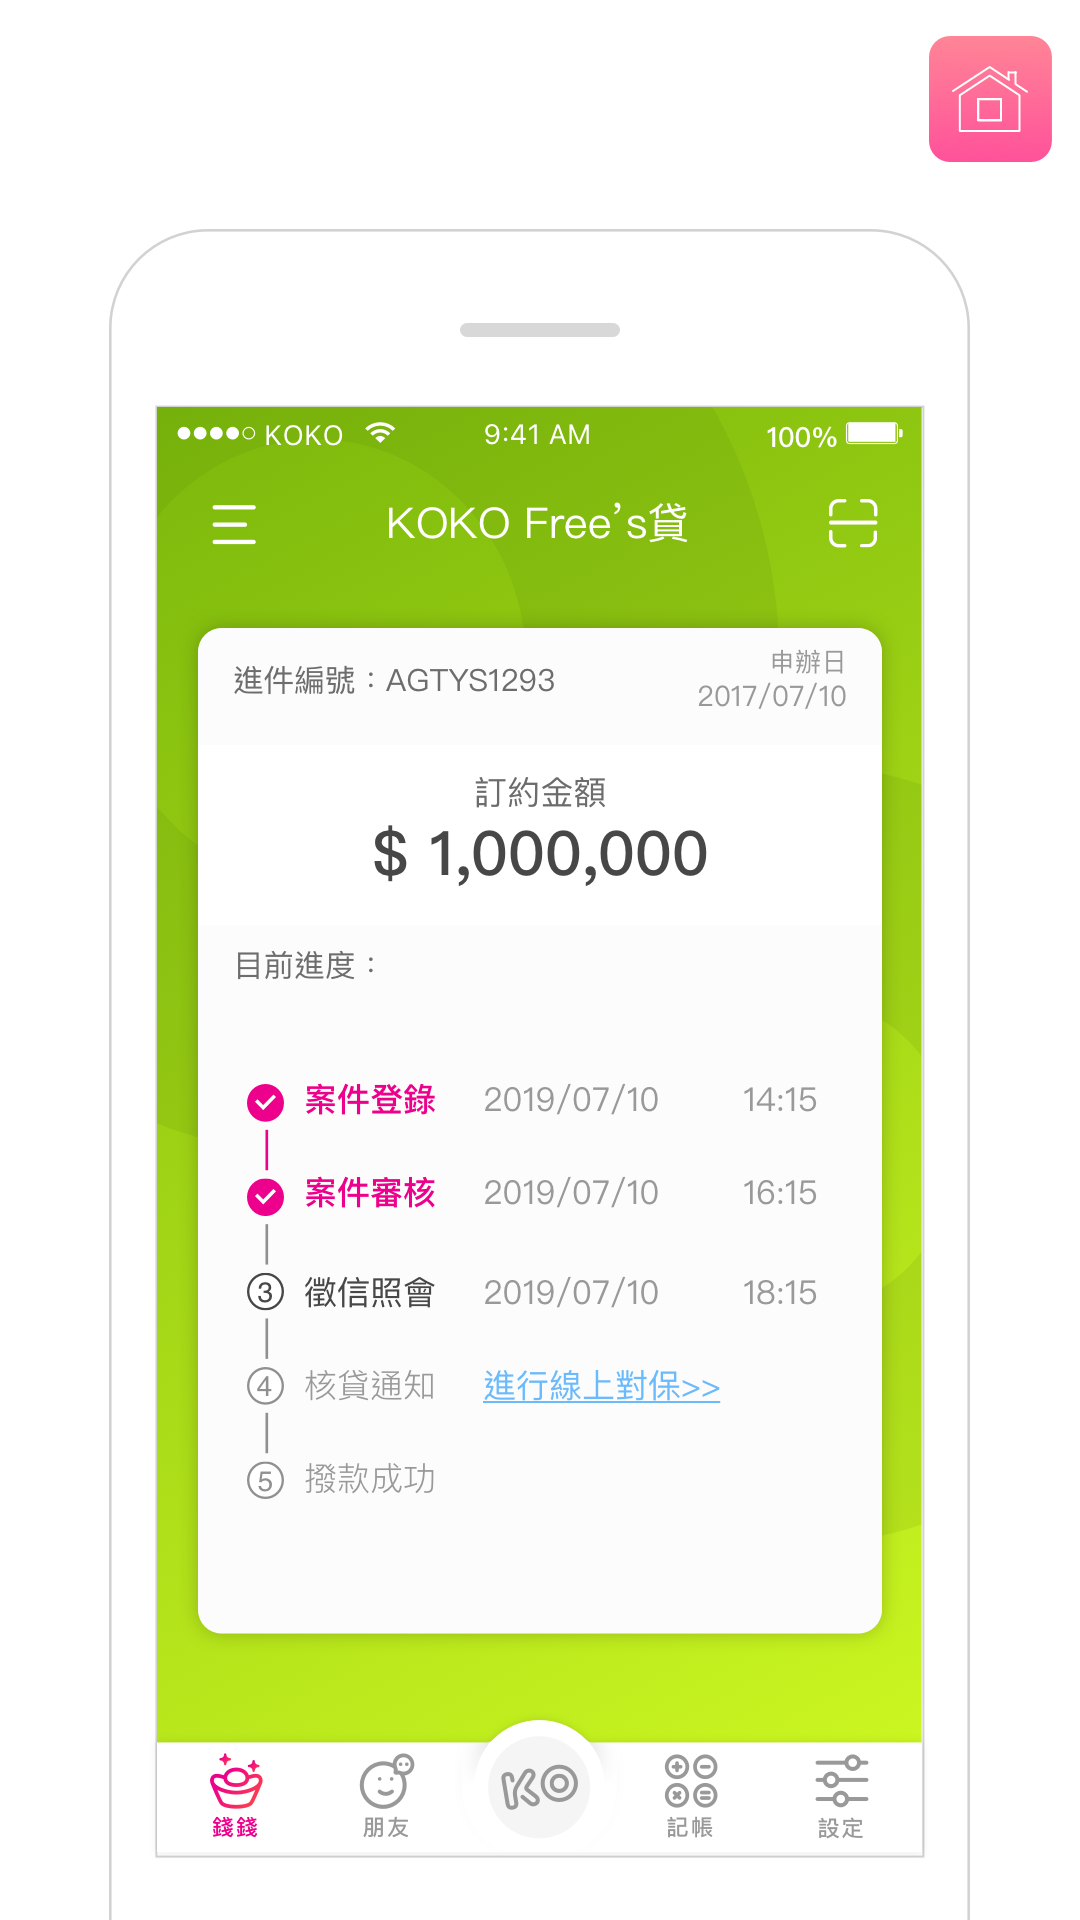 KOKO 9:41 AM 100%
KOKO Free's貸
進件編號：AGTYS1293
申辦日
2017/07/10
訂約金額
$ 1,000,000
目前進度：
案件登錄 2019/07/10 14:15
案件審核 2019/07/10 16:15
3 徵信照會 2019/07/10 18:15
4 核貸通知 進行線上對保>>
5 撥款成功
KO
錢錢 朋友 記帳 設定